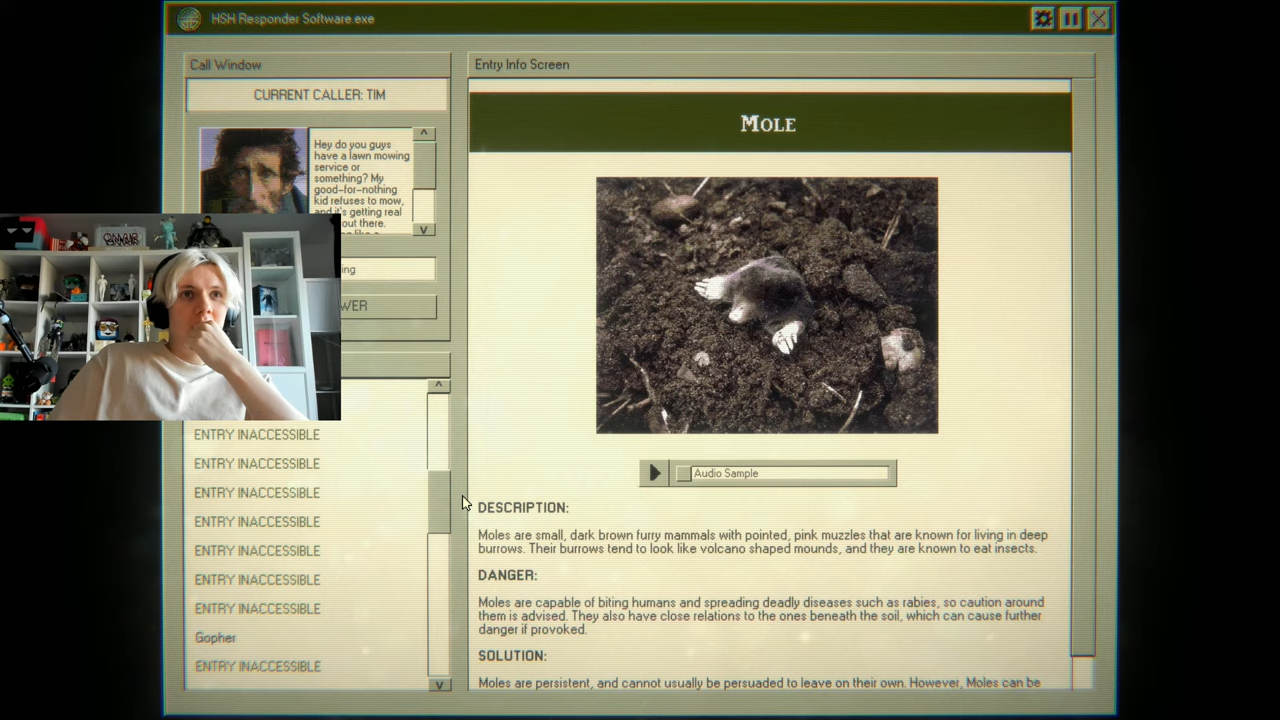 HSH Responder Software.exe
Call Window
CURRENT CALLER: TIM
Hey do you guys
have a lawn mowing
service or
something? My
good-for-nothing
kid refuses to mow,
and it's getting real
out there.
like a
ing
WER
ENTRY INACCESSIBLE
ENTRY INACCESSIBLE
ENTRY INACCESSIBLE
ENTRY INACCESSIBLE
ENTRY INACCESSIBLE
ENTRY INACCESSIBLE
ENTRY INACCESSIBLE
Gopher
ENTRY INACCESSIBLE
Entry Info Screen
MOLE
Audio Sample
DESCRIPTION:
Moles are small, dark brown furry mammals with pointed, pink muzzles that are known for living in deep
burrows. Their burrows tend to look like volcano shaped mounds, and they are known to eat insects.
DANGER:
Moles are capable of biting humans and spreading deadly diseases such as rabies, so caution around
them is advised. They also have close relations to the ones beneath the soil, which can cause further
danger if provoked.
SOLUTION:
Moles are persistent, and cannot usually be persuaded to leave on their own. However, Moles can be